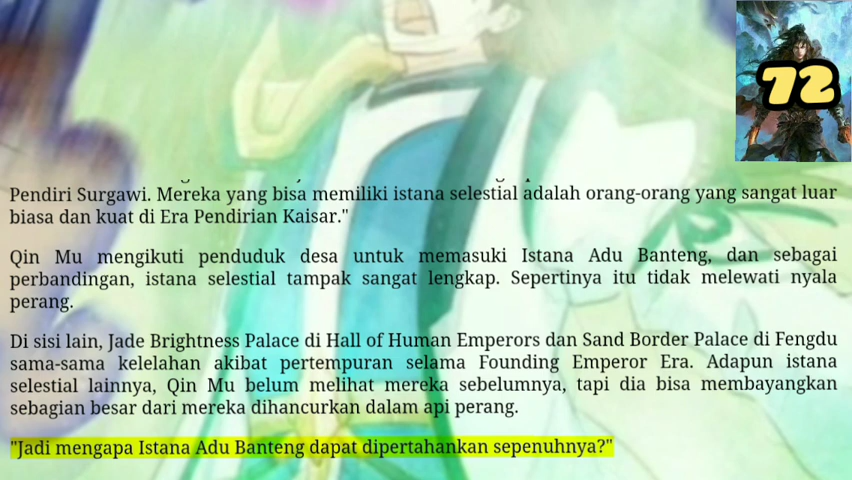 72
Pendiri Surgawi. Mereka yang bisa memiliki istana selestial adalah orang-orang yang sangat luar
biasa dan kuat di Era Pendirian Kaisar."
Qin Mu mengikuti penduduk desa untuk memasuki Istana Adu Banteng, dan sebagai
perbandingan, istana selestial tampak sangat lengkap. Sepertinya itu tidak melewati nyala
perang.
Di sisi lain, Jade Brightness Palace di Hall of Human Emperors dan Sand Border Palace di Fengdu
sama-sama kelelahan akibat pertempuran selama Founding Emperor Era. Adapun istana
selestial lainnya, Qin Mu belum melihat mereka sebelumnya, tapi dia bisa membayangkan
sebagian besar dari mereka dihancurkan dalam api perang.
"Jadi mengapa Istana Adu Banteng dapat dipertahankan sepenuhnya?"